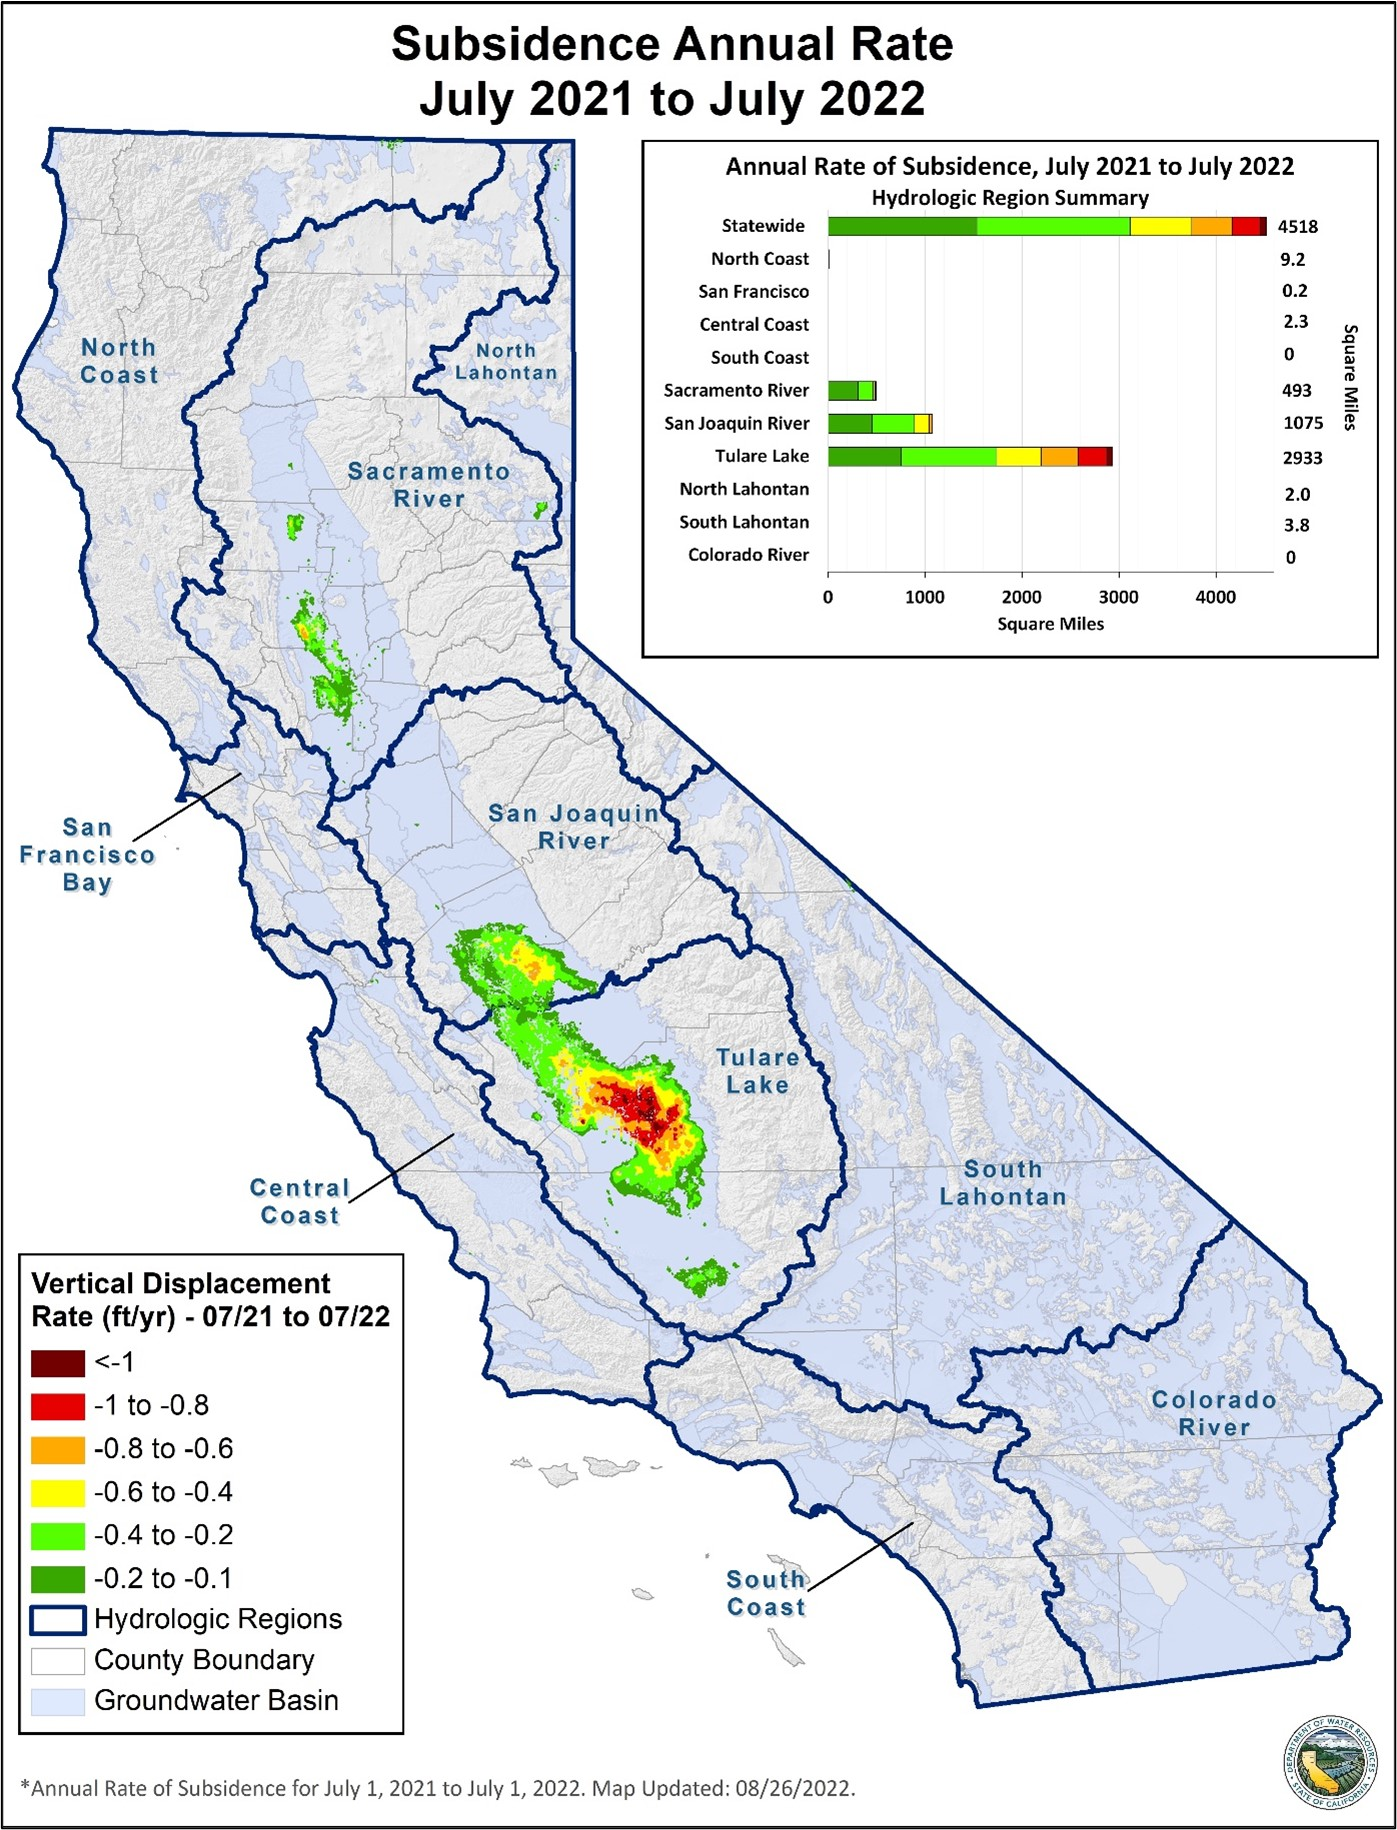 Subsidence Annual Rate
July 2021 to July 2022
Annual Rate of Subsidence, July 2021 to July 2022
Hydrologic Region Summary
Statewide 4518
North Coast 9.2
San Francisco 0.2
Central Coast 2.3
South Coast 0
Sacramento River 493
San Joaquin River 1075
Tulare Lake 2933
North Lahontan 2.0
South Lahontan 3.8
Colorado River 0
Square Miles
0 1000 2000 3000 4000
Square Miles
North
Coast
North
Lahontan
Sacramento
River
San Joaquin
River
San
Francisco
Bay
Tulare
Lake
Central
Coast
South
Lahontan
Colorado
River
South
Coast
Vertical Displacement
Rate (ft/yr) - 07/21 to 07/22
<-1
-1 to -0.8
-0.8 to -0.6
-0.6 to -0.4
-0.4 to -0.2
-0.2 to -0.1
Hydrologic Regions
County Boundary
Groundwater Basin
DEPARTMENT OF WATER RESOURCES
STATE OF CALIFORNIA
*Annual Rate of Subsidence for July 1, 2021 to July 1, 2022. Map Updated: 08/26/2022.